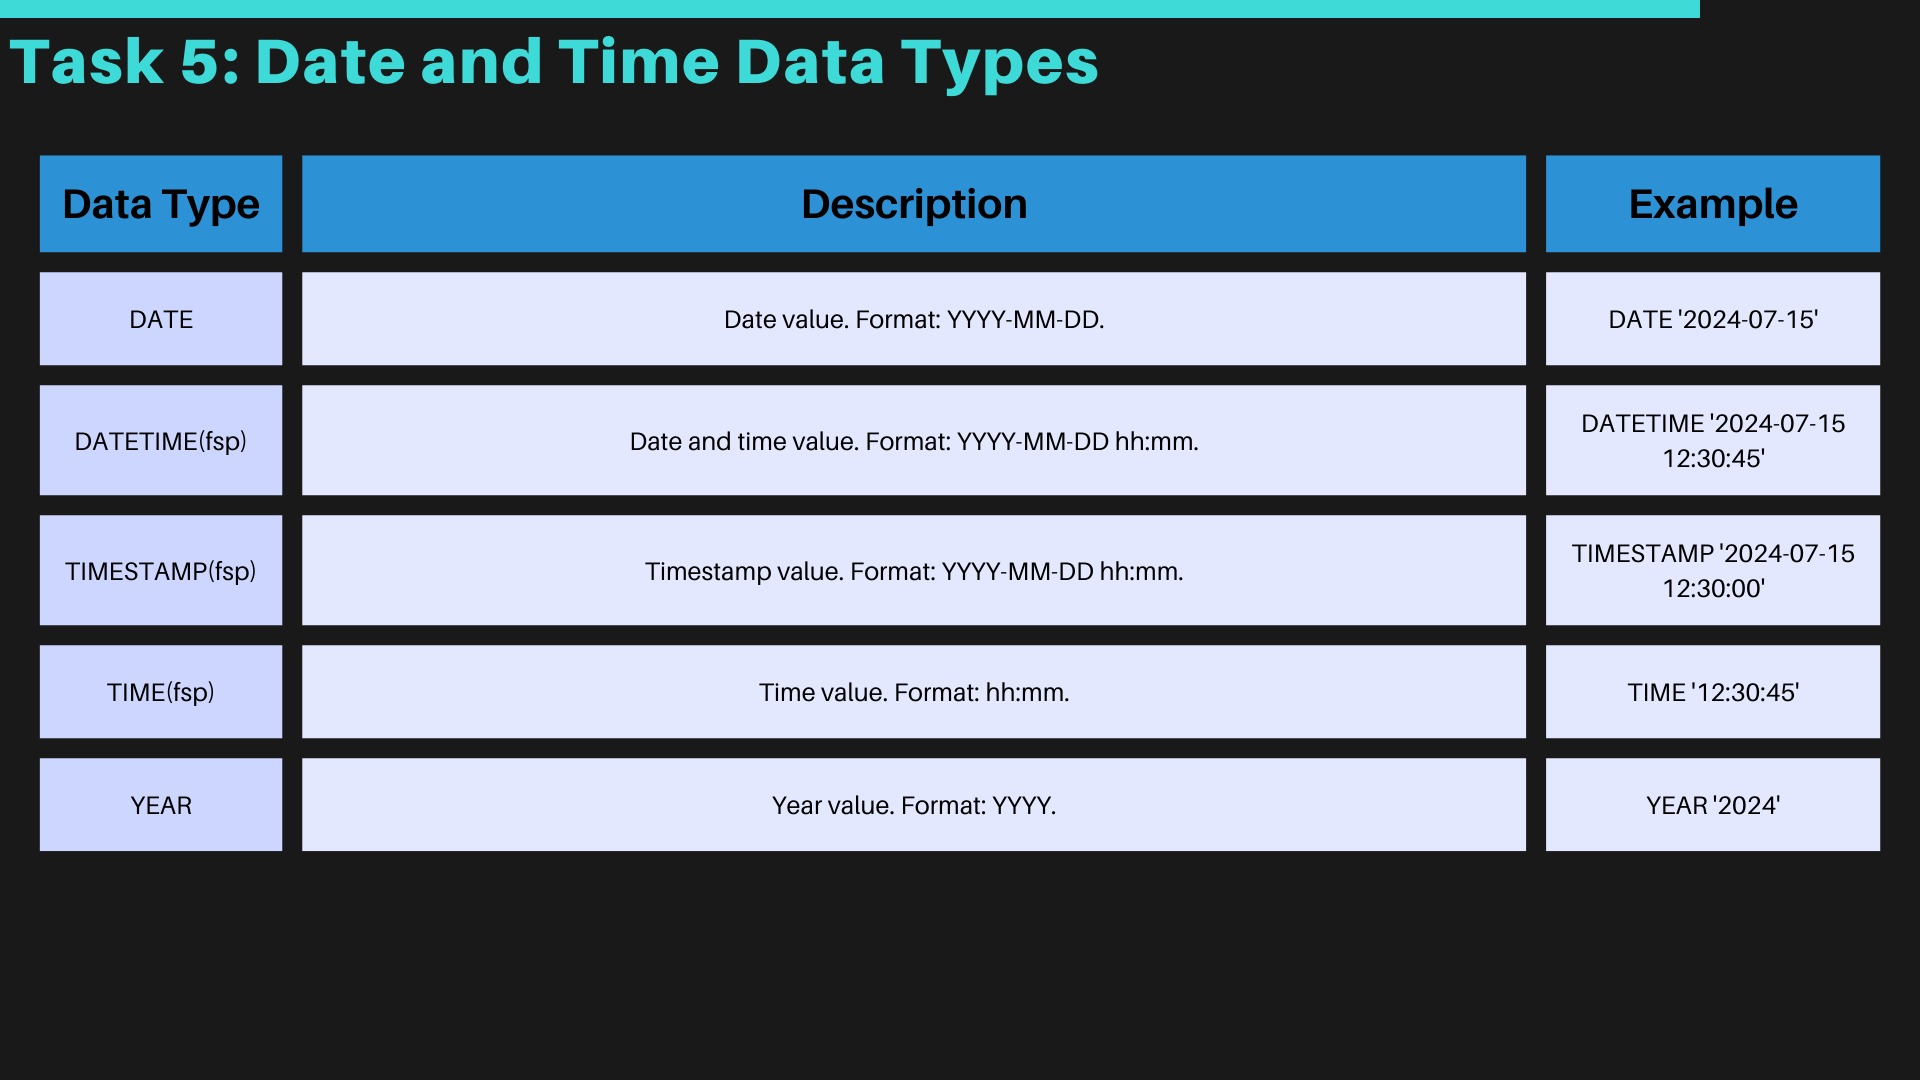 Task 5: Date and Time Data Types
Data Type
Description
Example
DATE
Date value. Format: YYYY-MM-DD.
DATE '2024-07-15'
DATETIME(fsp)
Date and time value. Format: YYYY-MM-DD hh:mm.
DATETIME '2024-07-15
12:30:45'
TIMESTAMP(fsp)
Timestamp value. Format: YYYY-MM-DD hh:mm.
TIMESTAMP '2024-07-15
12:30:00'
TIME(fsp)
Time value. Format: hh:mm.
TIME '12:30:45'
YEAR
Year value. Format: YYYY.
YEAR '2024'